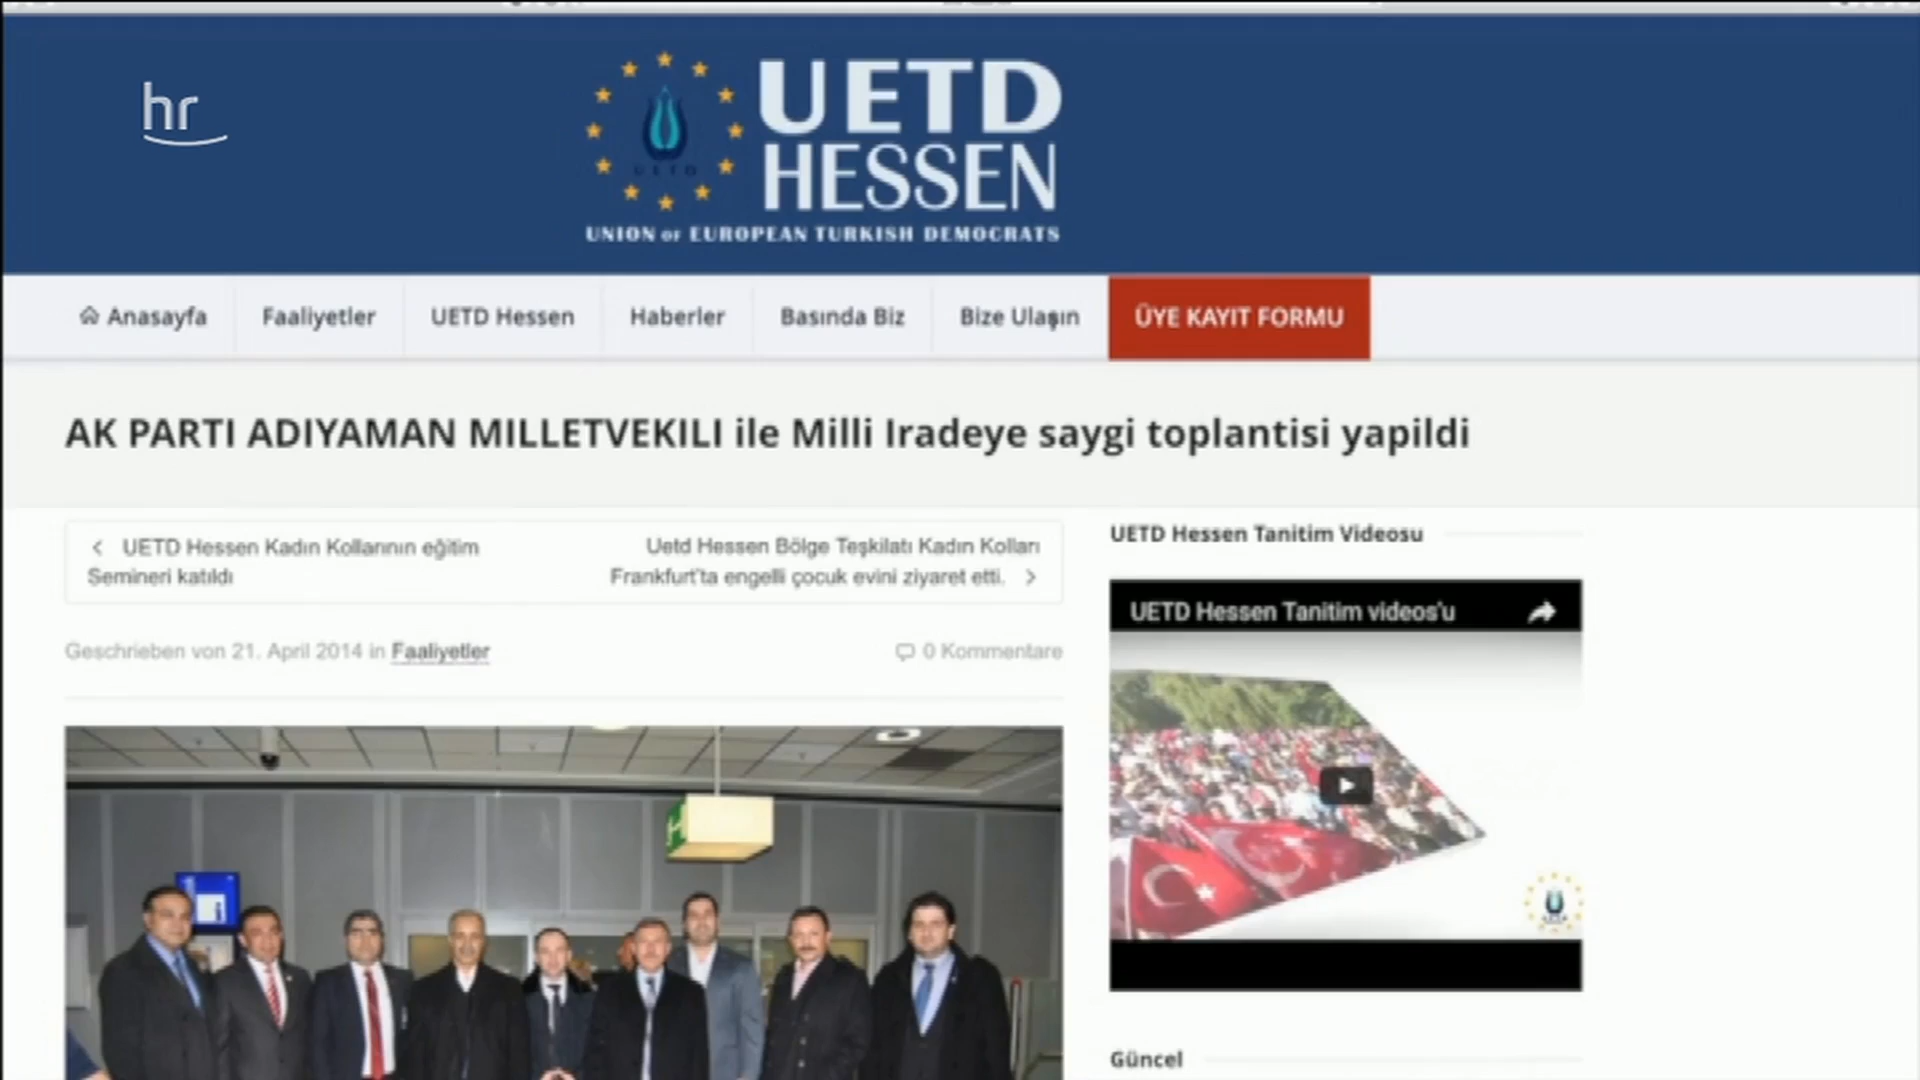 hr
UETD
HESSEN
UETD
UNION OF EUROPEAN TURKISH DEMOCRATS
Anasayfa
Faaliyetler
UETD Hessen
Haberler
Basında Biz
Bize Ulaşın
ÜYE KAYIT FORMU
AK PARTI ADIYAMAN MILLETVEKILI ile Milli Iradeye saygi toplantisi yapildi
UETD Hessen Kadın Kollarının eğitim
Semineri katıldı
Uetd Hessen Bölge Teşkilatı Kadın Kolları
Frankfurt'ta engelli çocuk evini ziyaret etti.
Geschrieben von 21. April 2014 in Faaliyetler
0 Kommentare
UETD Hessen Tanitim Videosu
UETD Hessen Tanitim videos'u
Güncel